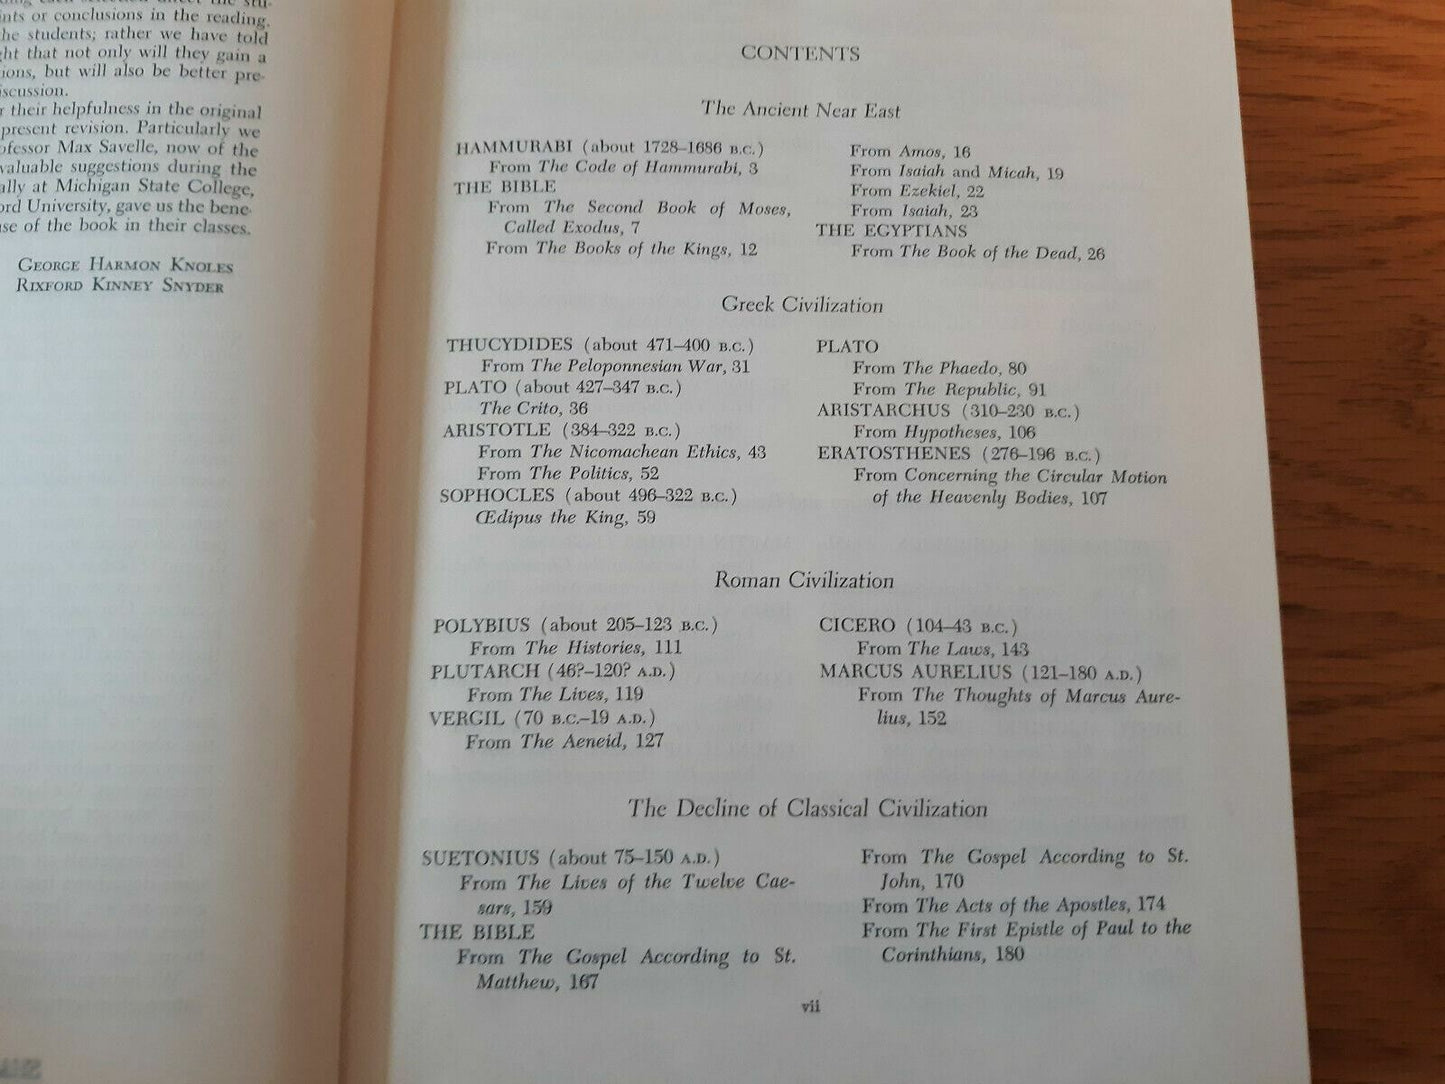 nts or conclusions in the reading.
he students; rather we have told
ght that not only will they gain a
ions, but will also be better pre-
scussion.
r their helpfulness in the original
present revision. Particularly we
ofessor Max Savelle, now of the
valuable suggestions during the
ally at Michigan State College,
ord University, gave us the bene-
se of the book in their classes.
GEORGE HARMON KNOLES
RIXFORD KINNEY SNYDER
CONTENTS
The Ancient Near East
HAMMURABI (about 1728–1686 B.C.)
From The Code of Hammurabi, 3
THE BIBLE
From The Second Book of Moses,
Called Exodus, 7
From The Books of the Kings, 12
From Amos, 16
From Isaiah and Micah, 19
From Ezekiel, 22
From Isaiah, 23
THE EGYPTIANS
From The Book of the Dead, 26
Greek Civilization
THUCYDIDES (about 471–400 B.C.)
From The Peloponnesian War, 31
PLATO (about 427–347 B.C.)
The Crito, 36
ARISTOTLE (384–322 B.C.)
From The Nicomachean Ethics, 43
From The Politics, 52
SOPHOCLES (about 496–322 B.C.)
Œdipus the King, 59
PLATO
From The Phaedo, 80
From The Republic, 91
ARISTARCHUS (310–230 B.C.)
From Hypotheses, 106
ERATOSTHENES (276–196 B.C.)
From Concerning the Circular Motion
of the Heavenly Bodies, 107
Roman Civilization
POLYBIUS (about 205–123 B.C.)
From The Histories, 111
PLUTARCH (46?–120? A.D.)
From The Lives, 119
VERGIL (70 B.C.–19 A.D.)
From The Aeneid, 127
CICERO (104–43 B.C.)
From The Laws, 143
MARCUS AURELIUS (121–180 A.D.)
From The Thoughts of Marcus Aure-
lius, 152
The Decline of Classical Civilization
SUETONIUS (about 75–150 A.D.)
From The Lives of the Twelve Cae-
sars, 159
THE BIBLE
From The Gospel According to St.
Matthew, 167
From The Gospel According to St.
John, 170
From The Acts of the Apostles, 174
From The First Epistle of Paul to the
Corinthians, 180
vii